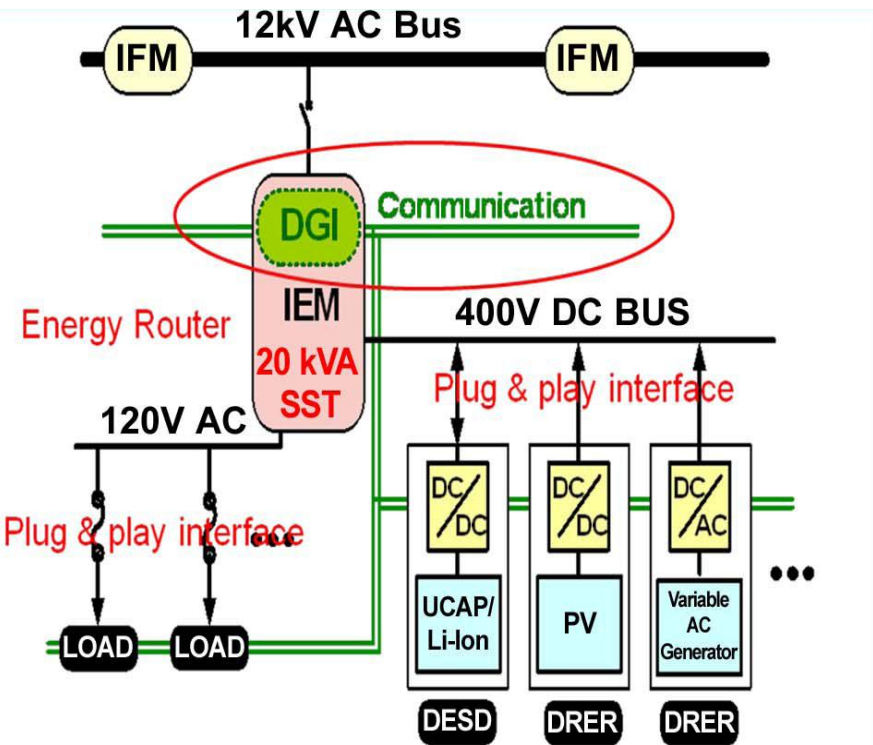 12kV AC Bus
IFM
IFM
DGI
Communication
IEM
Energy Router
20 kVA
SST
400V DC BUS
Plug & play interface
120V AC
Plug & play interface
LOAD
LOAD
DC/
DC
DC/
DC
DC/
AC
UCAP/
Li-Ion
PV
Variable
AC
Generator
DESD
DRER
DRER